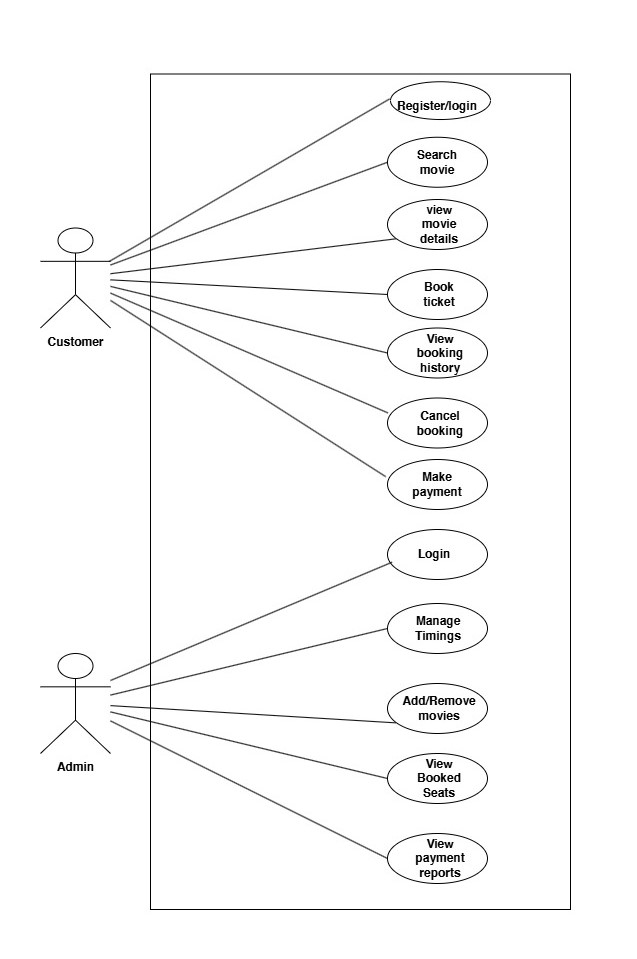 Register/login
Search
movie
view
movie
details
Book
ticket
View
booking
history
Customer
Cancel
booking
Make
payment
Login
Manage
Timings
Add/Remove
movies
View
Booked
Seats
Admin
View
payment
reports